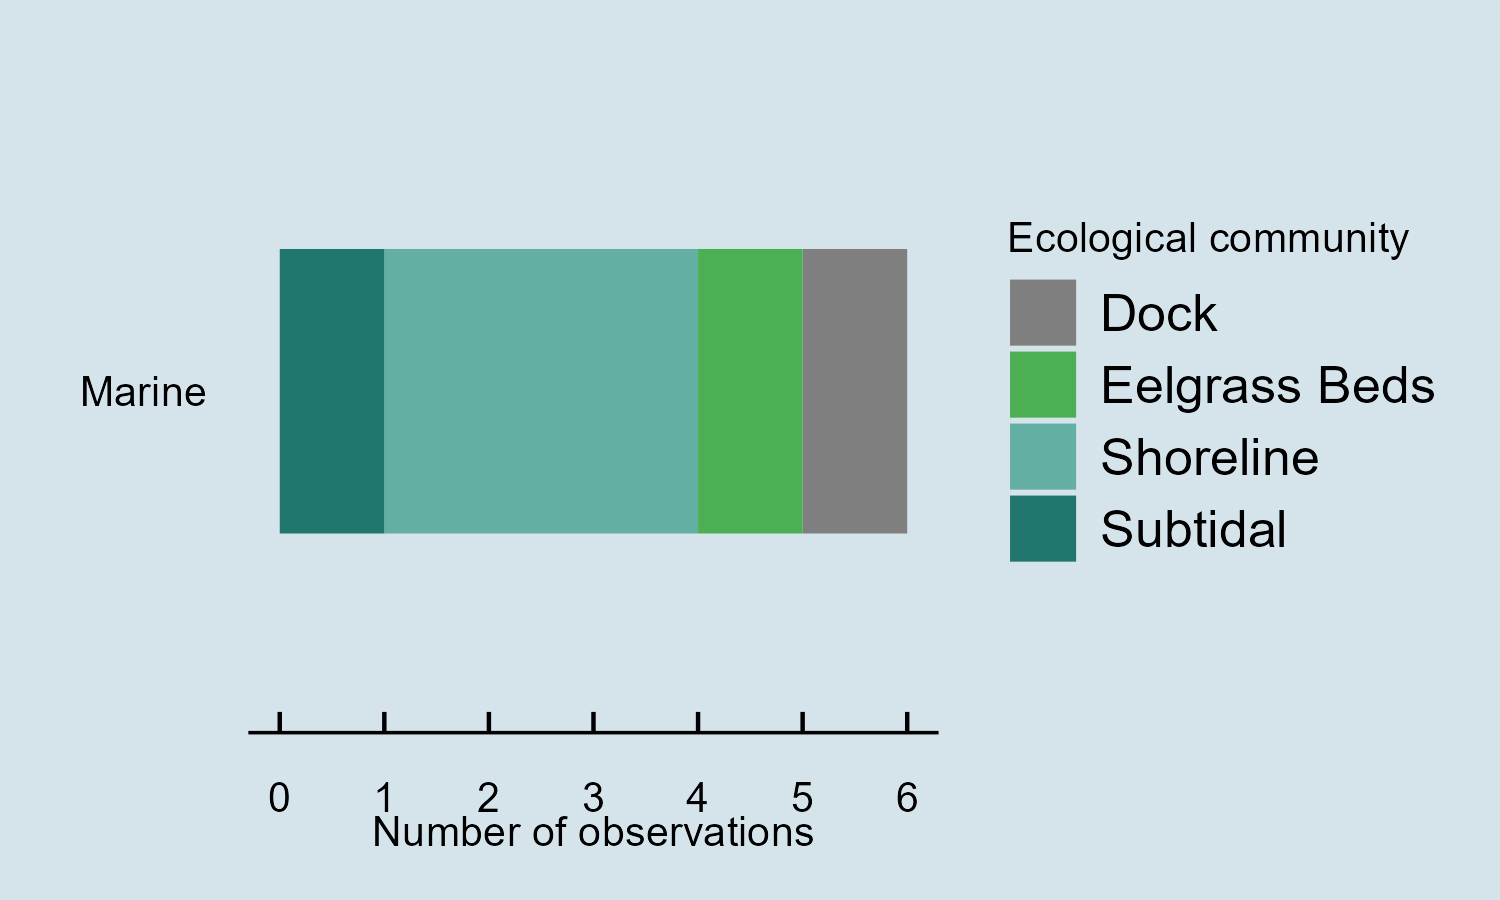 Ecological community
Dock
Eelgrass Beds
Shoreline
Subtidal
Marine
0 1 2 3 4 5 6
Number of observations